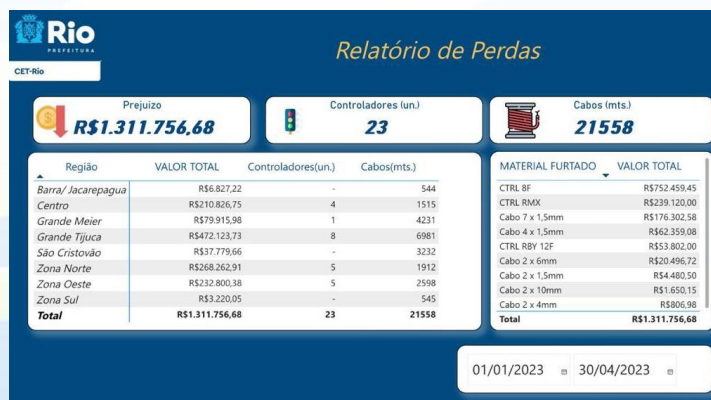 Rio
PREFEITURA
CET-Rio
Relatório de Perdas
Prejuizo
R$1.311.756,68
Controladores (un.)
23
Cabos (mts.)
21558
Região VALOR TOTAL Controladores(un.) Cabos(mts.)
Barra/ Jacarepagua R$6.827,22 - 544
Centro R$210.826,75 4 1515
Grande Meier R$79.915,98 1 4231
Grande Tijuca R$472.123,73 8 6981
São Cristovão R$37.779,66 - 3232
Zona Norte R$268.262,91 5 1912
Zona Oeste R$232.800,38 5 2598
Zona Sul R$3.220,05 - 545
Total R$1.311.756,68 23 21558
MATERIAL FURTADO VALOR TOTAL
CTRL 8F R$752.459,45
CTRL RMX R$239.120,00
Cabo 7 x 1,5mm R$176.302,58
Cabo 4 x 1,5mm R$62.359,08
CTRL RBY 12F R$53.802,00
Cabo 2 x 6mm R$20.496,72
Cabo 2 x 1,5mm R$4.480,50
Cabo 2 x 10mm R$1.650,15
Cabo 2 x 4mm R$806,98
Total R$1.311.756,68
01/01/2023 30/04/2023